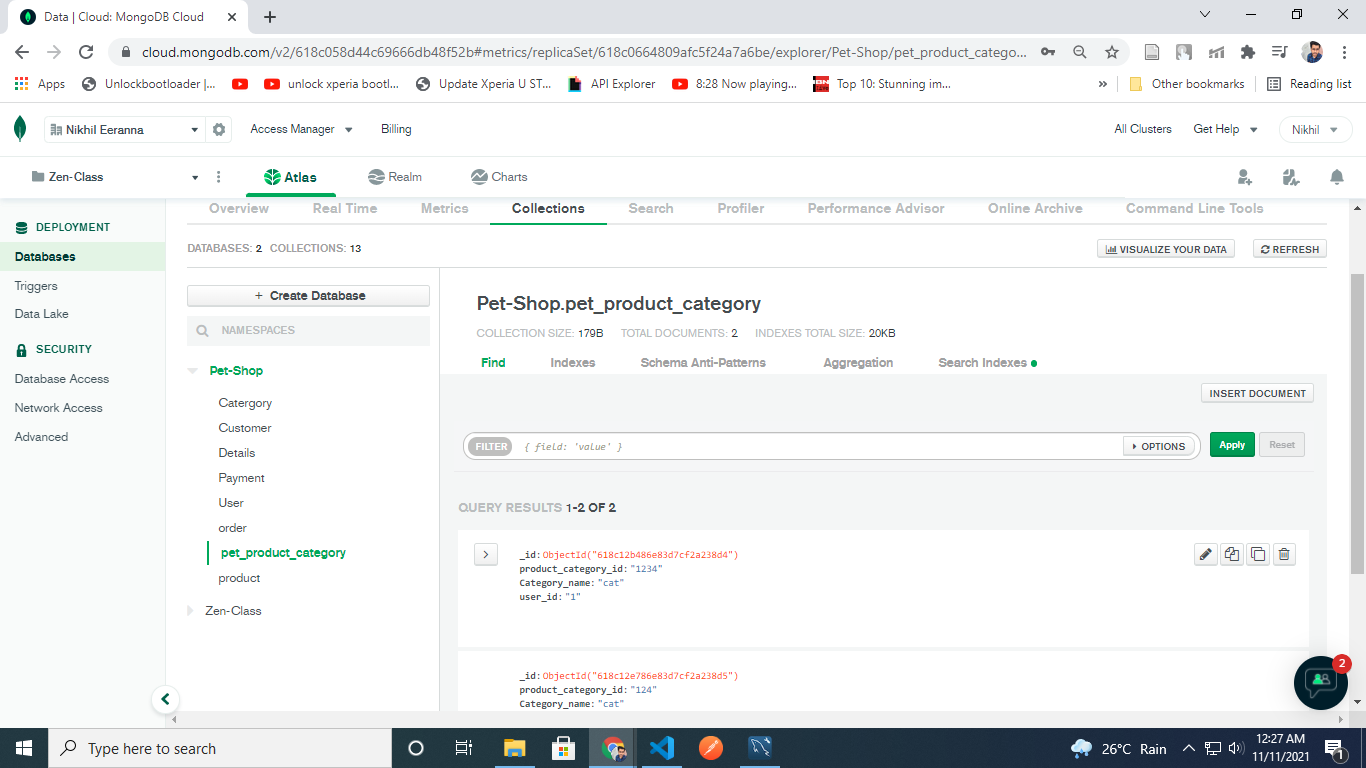 Data | Cloud: MongoDB Cloud
cloud.mongodb.com/v2/618c058d44c69666db48f52b#metrics/replicaSet/618c0664809afc5f24a7a6be/explorer/Pet-Shop/pet_product_catego...
Apps Unlockbootloader |... unlock xperia bootl... Update Xperia U ST... API Explorer 8:28 Now playing... Top 10: Stunning im... » Other bookmarks Reading list
Nikhil Eeranna Access Manager Billing All Clusters Get Help Nikhil
Zen-Class Atlas Realm Charts
Overview Real Time Metrics Collections Search Profiler Performance Advisor Online Archive Command Line Tools
DEPLOYMENT
Databases
Triggers
Data Lake
SECURITY
Database Access
Network Access
Advanced
DATABASES: 2 COLLECTIONS: 13
VISUALIZE YOUR DATA REFRESH
+ Create Database
NAMESPACES
Pet-Shop
Catergory
Customer
Details
Payment
User
order
pet_product_category
product
Zen-Class
Pet-Shop.pet_product_category
COLLECTION SIZE: 179B TOTAL DOCUMENTS: 2 INDEXES TOTAL SIZE: 20KB
Find Indexes Schema Anti-Patterns Aggregation Search Indexes
INSERT DOCUMENT
FILTER { field: 'value' } OPTIONS Apply Reset
QUERY RESULTS 1-2 OF 2
_id: ObjectId("618c12b486e83d7cf2a238d4")
product_category_id: "1234"
Category_name: "cat"
user_id: "1"
_id: ObjectId("618c12e786e83d7cf2a238d5")
product_category_id: "124"
Category_name: "cat"
2
Type here to search
26°C Rain
12:27 AM
11/11/2021
1